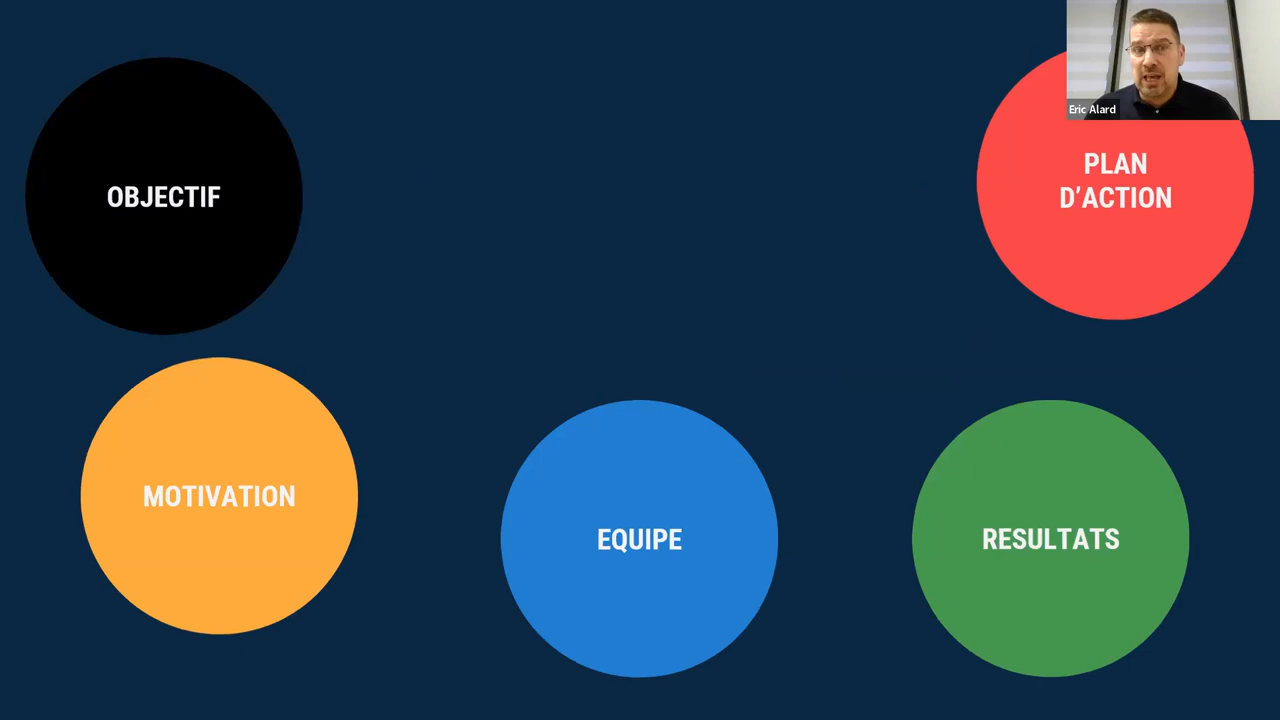 Eric Alard
OBJECTIF
PLAN
D’ACTION
MOTIVATION
EQUIPE
RESULTATS